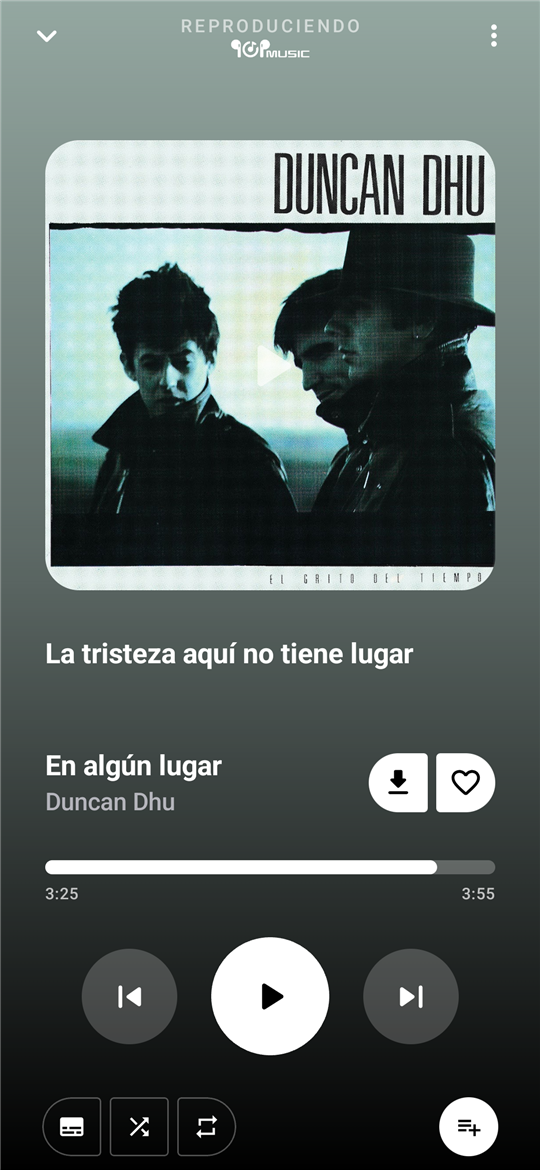 REPRODUCIENDO
POPMUSIC
DUNCAN DHU
EL GRITO DEL TIEMPO
La tristeza aquí no tiene lugar
En algún lugar
Duncan Dhu
3:25
3:55